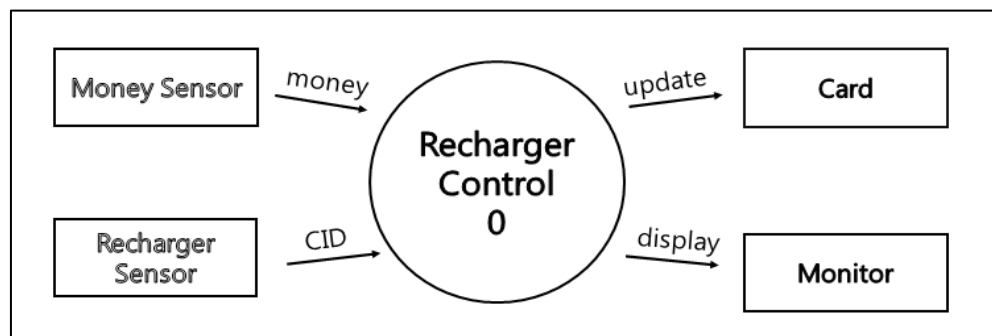 Money Sensor
money
Recharger
Control
0
update
Card
Recharger
Sensor
CID
display
Monitor